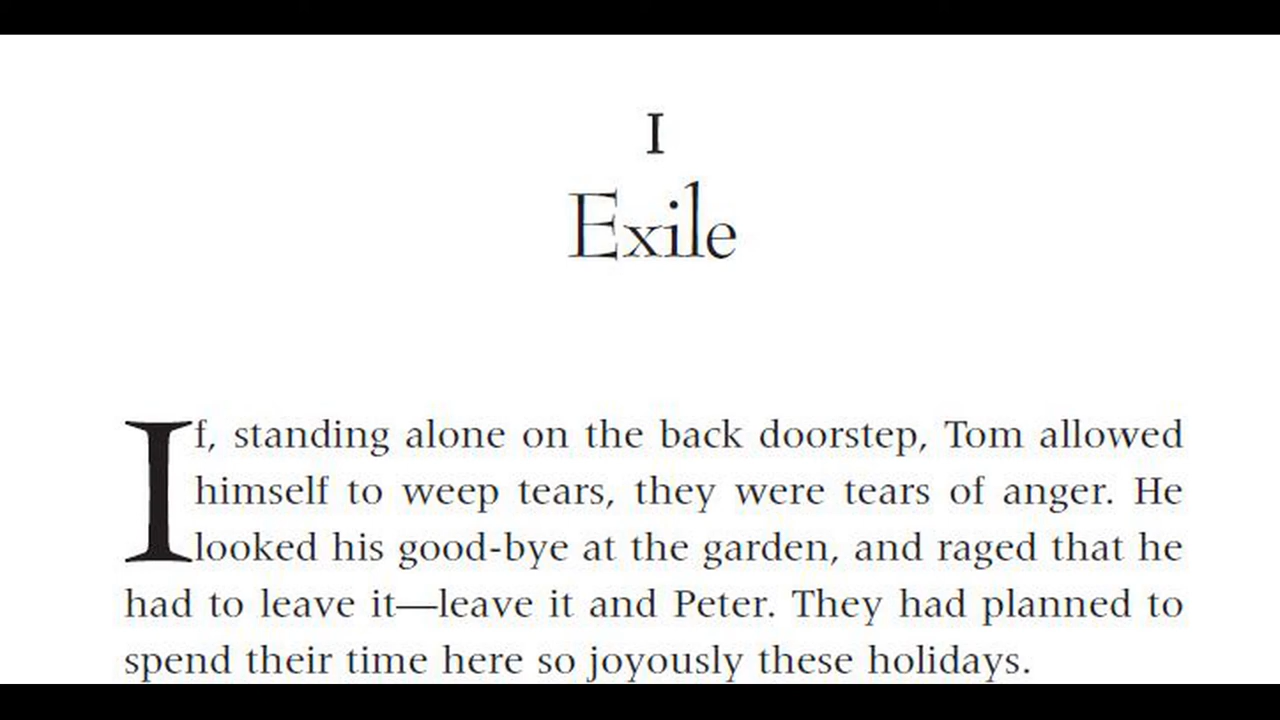 I
Exile
If, standing alone on the back doorstep, Tom allowed
himself to weep tears, they were tears of anger. He
looked his good-bye at the garden, and raged that he
had to leave it—leave it and Peter. They had planned to
spend their time here so joyously these holidays.